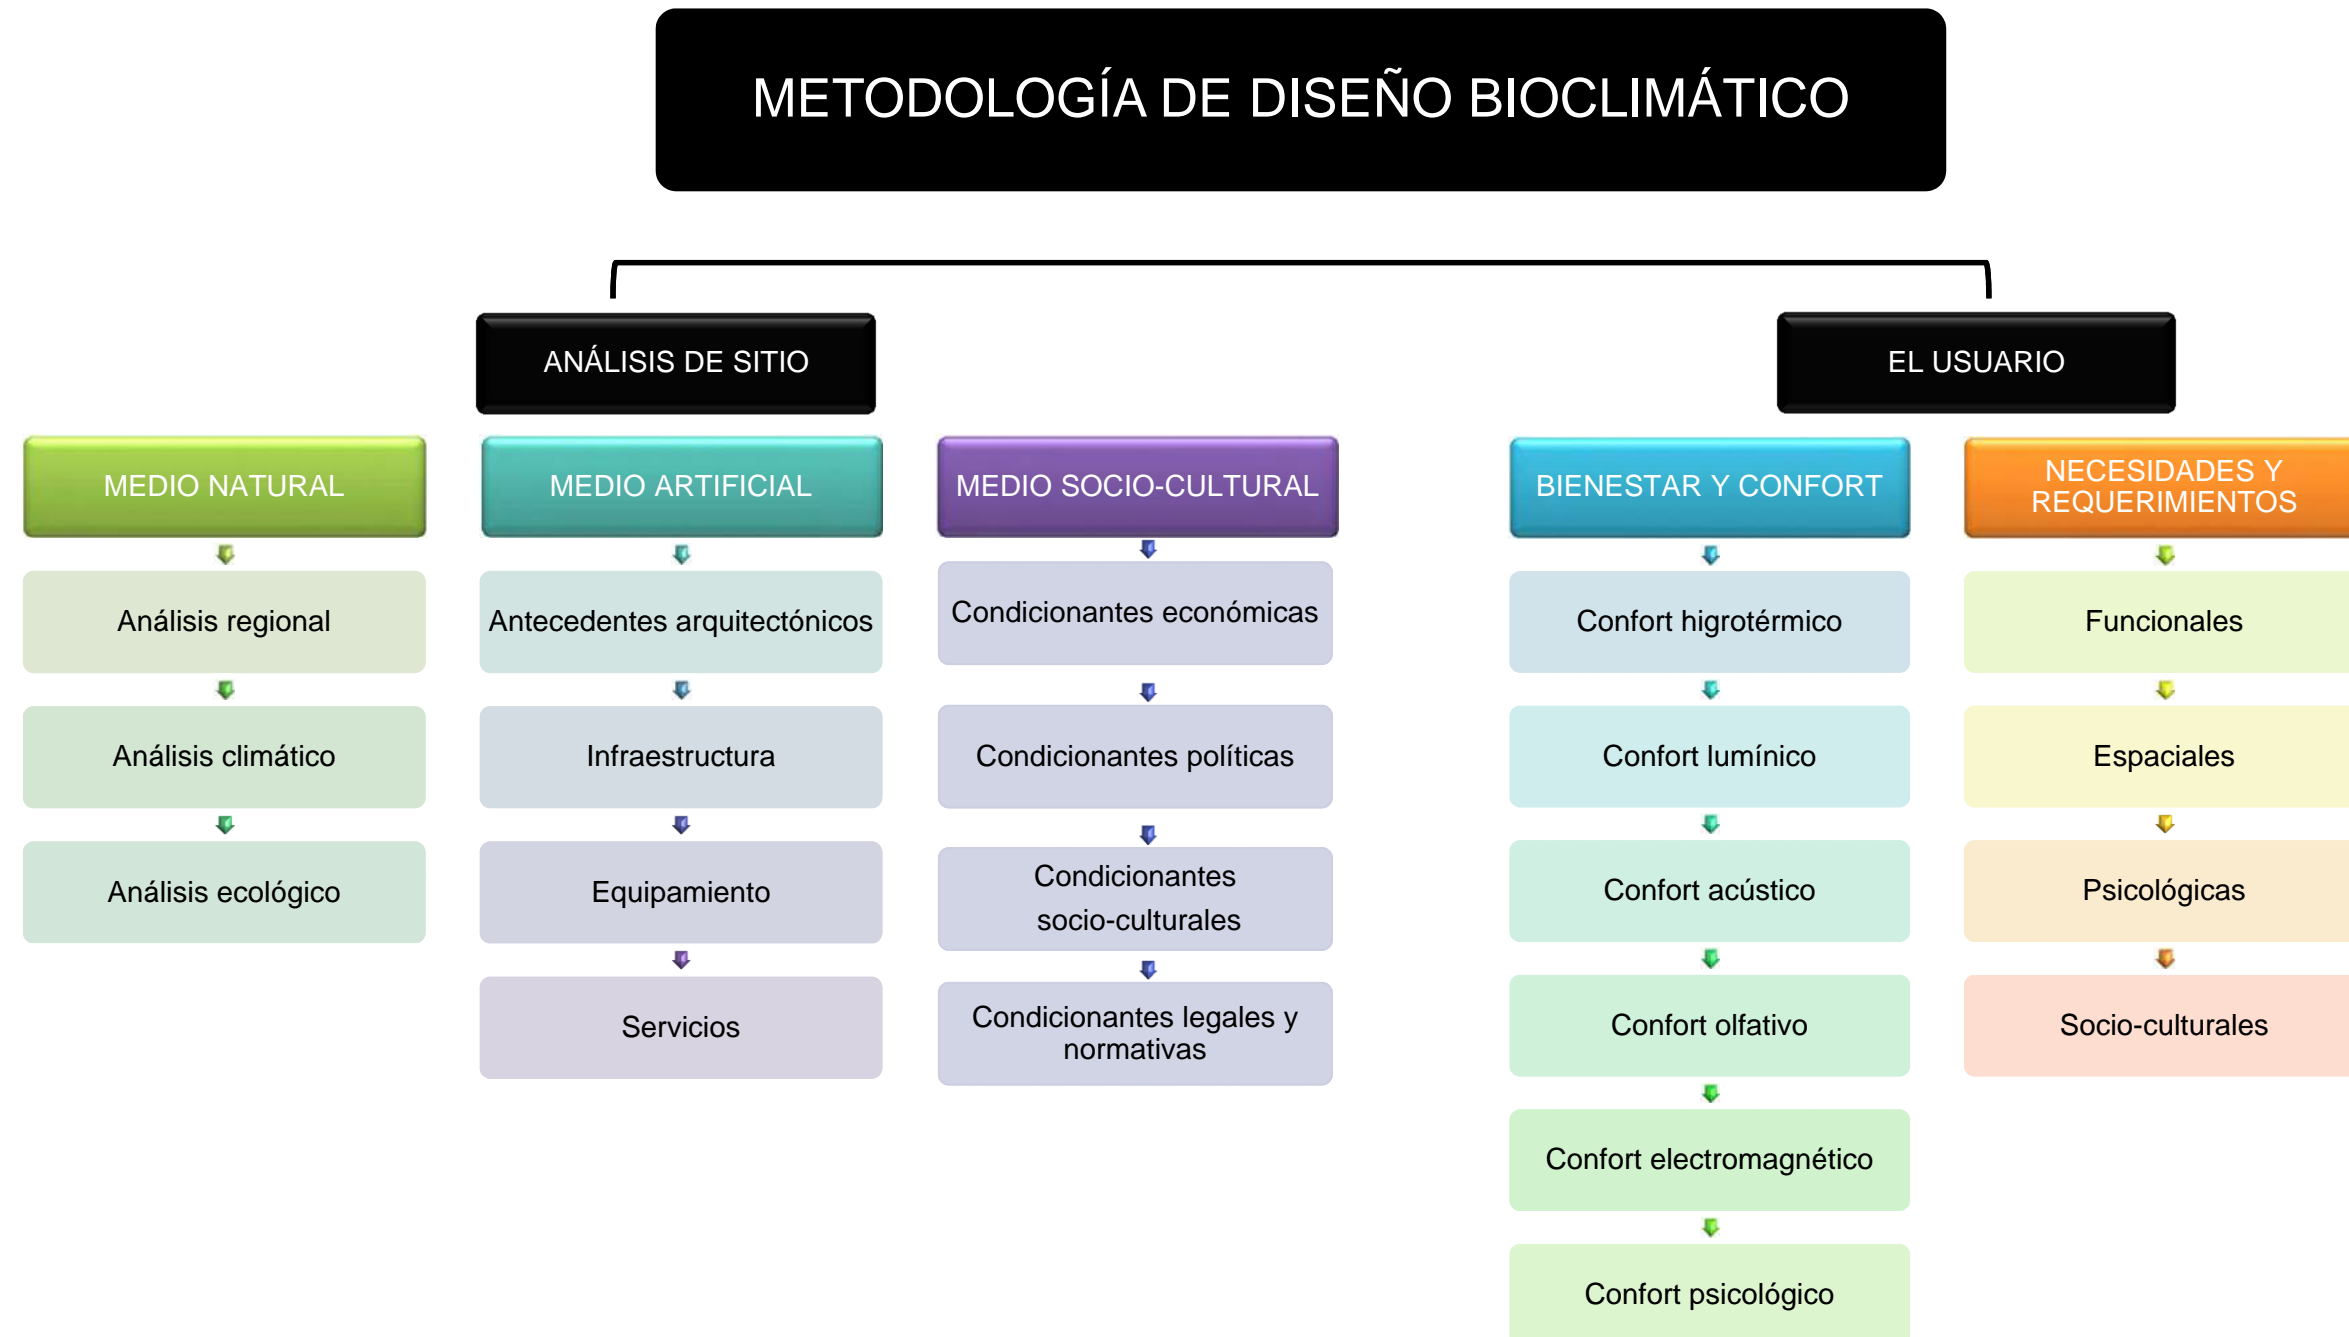 METODOLOGÍA DE DISEÑO BIOCLIMÁTICO
ANÁLISIS DE SITIO
MEDIO NATURAL
Análisis regional
Análisis climático
Análisis ecológico
MEDIO ARTIFICIAL
Antecedentes arquitectónicos
Infraestructura
Equipamiento
Servicios
MEDIO SOCIO-CULTURAL
Condicionantes económicas
Condicionantes políticas
Condicionantes
socio-culturales
Condicionantes legales y
normativas
EL USUARIO
BIENESTAR Y CONFORT
Confort higrotérmico
Confort lumínico
Confort acústico
Confort olfativo
Confort electromagnético
Confort psicológico
NECESIDADES Y
REQUERIMIENTOS
Funcionales
Espaciales
Psicológicas
Socio-culturales